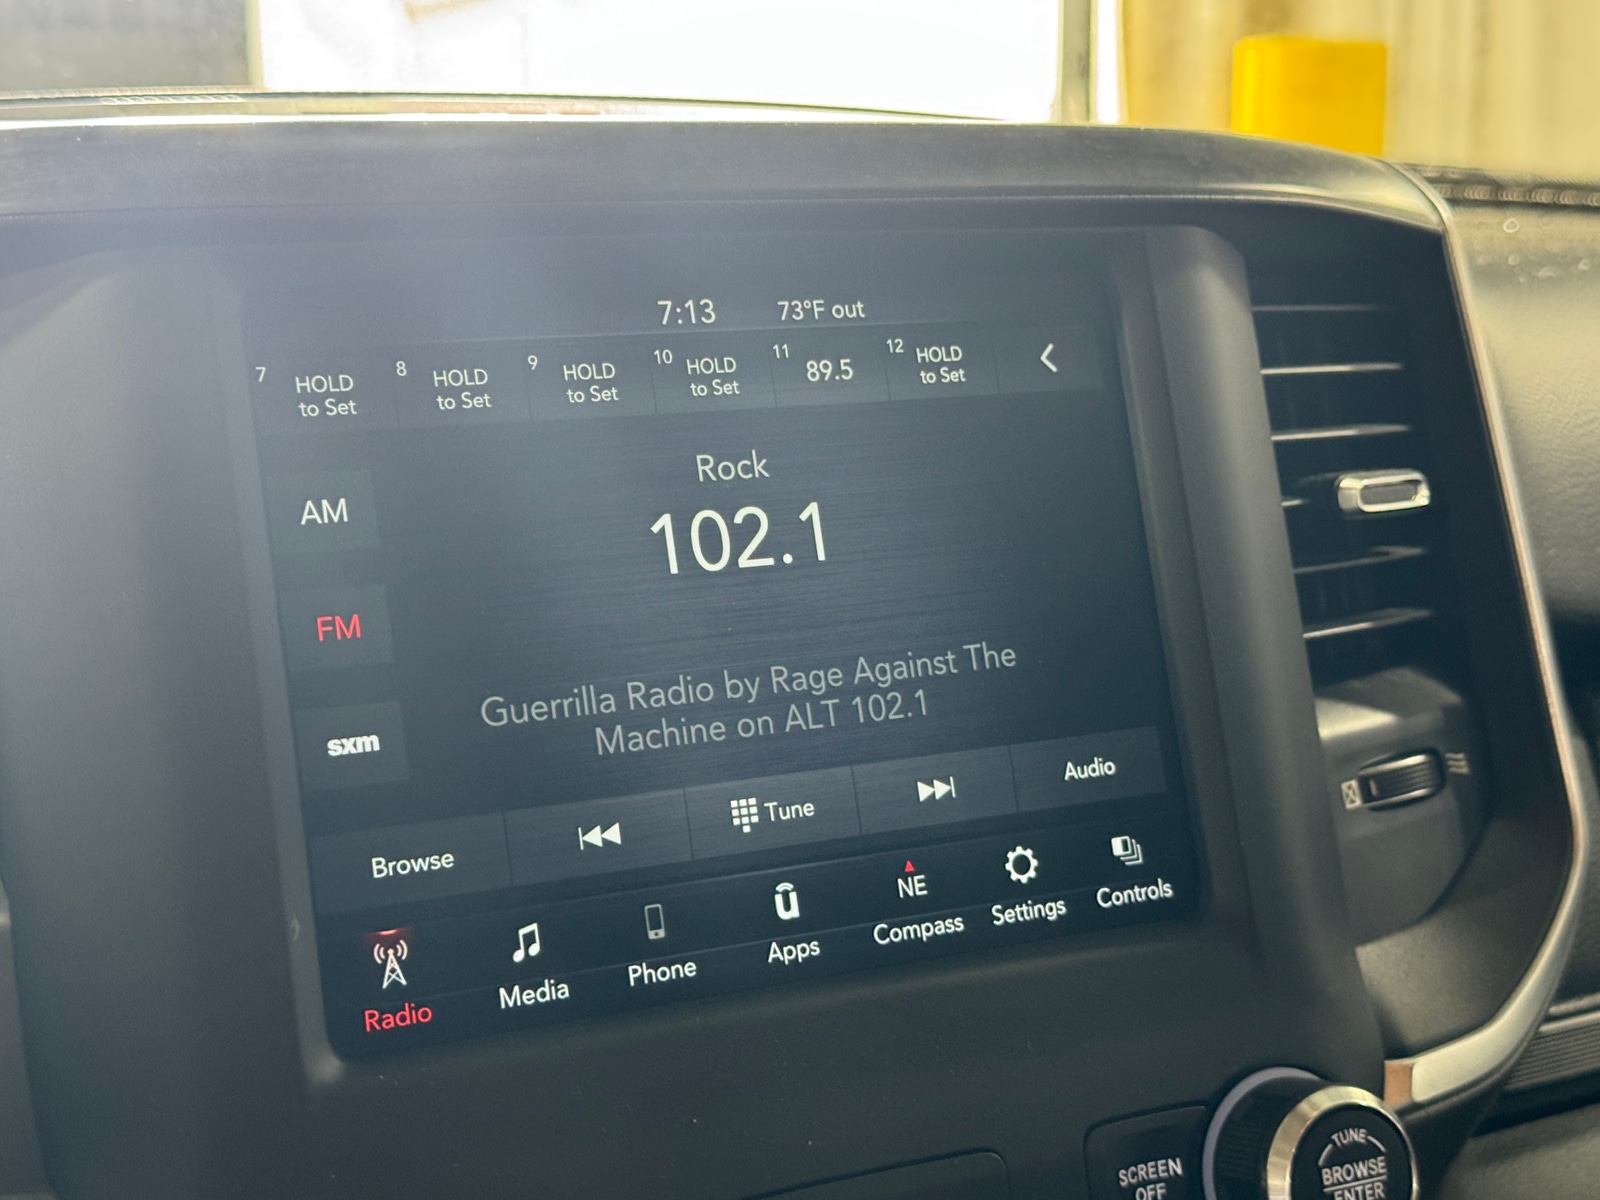 7:13 73°F out
7 HOLD to Set 8 HOLD to Set 9 HOLD to Set 10 HOLD to Set 11 89.5 12 HOLD to Set
Rock
AM
102.1
FM
Guerrilla Radio by Rage Against The
Machine on ALT 102.1
sxm
Browse Tune Audio
NE
Radio Media Phone Apps Compass Settings Controls
SCREEN
OFF
TUNE
BROWSE
ENTER